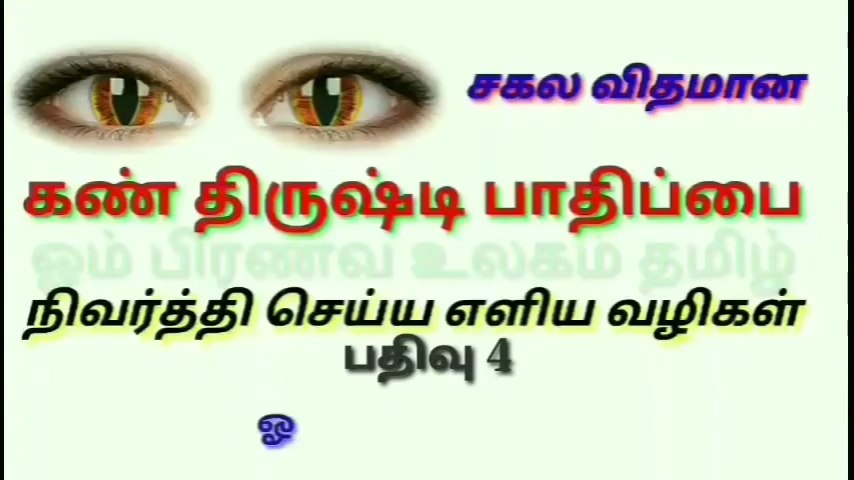 சகல விதமான
கண் திருஷ்டி பாதிப்பை
ஓம் பிரணவ உலகம் தமிழ்
நிவர்த்தி செய்ய எளிய வழிகள்
பதிவு 4
ஓ